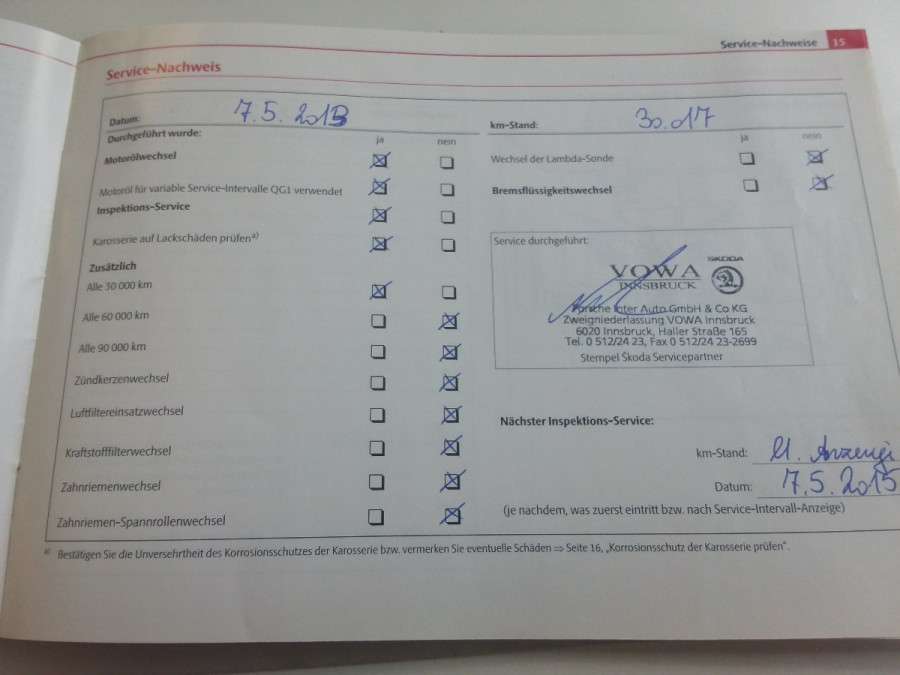 Service-Nachweise 15
Service-Nachweis
Datum: 7.5. 2013
km-Stand: 30.017
Durchgeführt wurde:
ja nein
ja nein
Motorölwechsel
Wechsel der Lambda-Sonde
Motoröl für variable Service-Intervalle QG1 verwendet
Bremsflüssigkeitswechsel
Inspektions-Service
Karosserie auf Lackschäden prüfen a)
Zusätzlich
Alle 30 000 km
Alle 60 000 km
Alle 90 000 km
Zündkerzenwechsel
Luftfiltereinsatzwechsel
Kraftstofffilterwechsel
Zahnriemenwechsel
Zahnriemen-Spannrollenwechsel
Service durchgeführt:
SKODA
VOWA
INNSBRUCK
Porsche Inter Auto GmbH & Co KG
Zweigniederlassung VOWA Innsbruck
6020 Innsbruck, Haller Straße 165
Tel. 0 512/24 23, Fax 0 512/24 23-2699
Stempel Škoda Servicepartner
Nächster Inspektions-Service:
km-Stand: lt. Anzeige
Datum: 7.5.2015
(je nachdem, was zuerst eintritt bzw. nach Service-Intervall-Anzeige)
a) Bestätigen Sie die Unversehrtheit des Korrosionsschutzes der Karosserie bzw. vermerken Sie eventuelle Schäden ⇒ Seite 16, „Korrosionsschutz der Karosserie prüfen“.